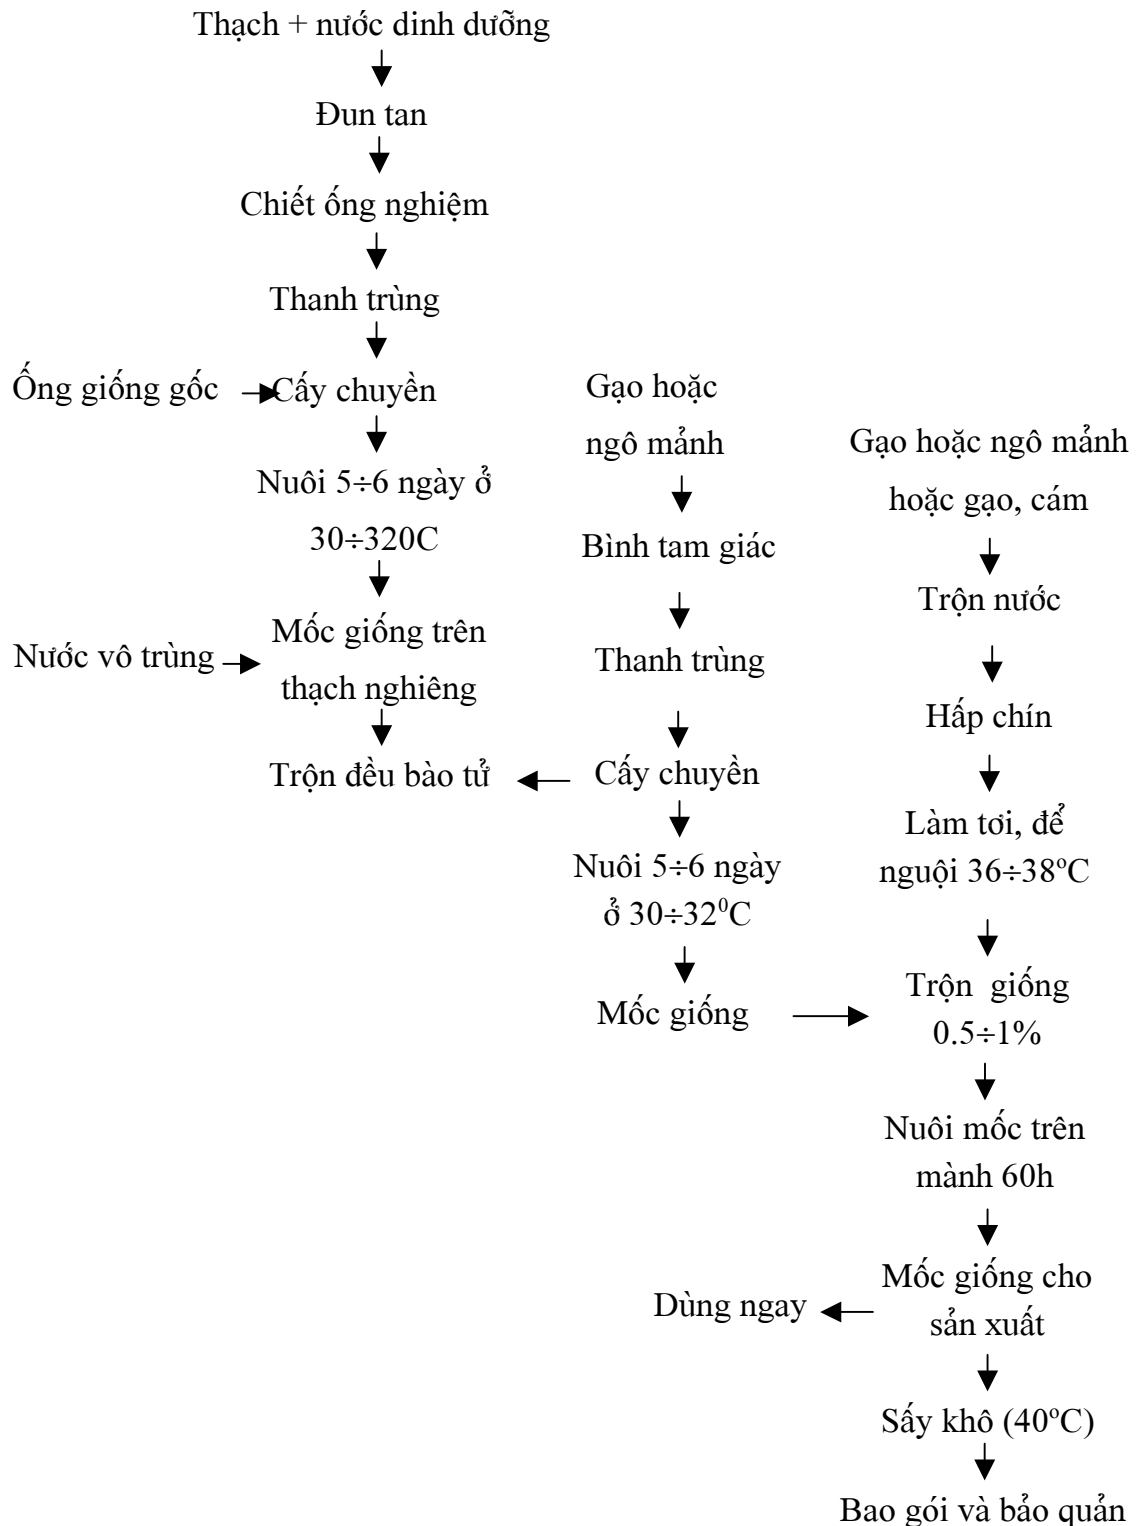 Thạch + nước dinh dưỡng
Đun tan
Chiết ống nghiệm
Thanh trùng
Ống giống gốc
Cấy chuyền
Nuôi 5÷6 ngày ở
30÷320C
Nước vô trùng
Mốc giống trên
thạch nghiêng
Trộn đều bào tử
Gạo hoặc
ngô mảnh
Bình tam giác
Thanh trùng
Cấy chuyền
Nuôi 5÷6 ngày
ở 30÷32⁰C
Mốc giống
Gạo hoặc ngô mảnh
hoặc gạo, cám
Trộn nước
Hấp chín
Làm tơi, để
nguội 36÷38ºC
Trộn giống
0.5÷1%
Nuôi mốc trên
mành 60h
Mốc giống cho
sản xuất
Dùng ngay
Sấy khô (40ºC)
Bao gói và bảo quản